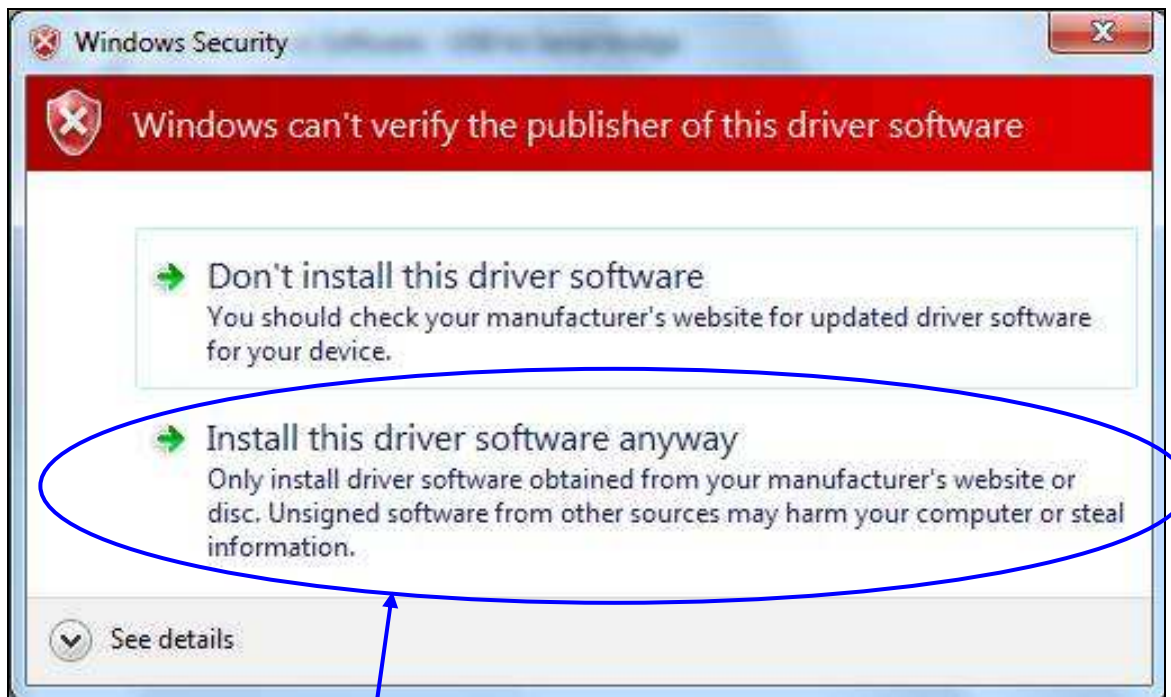 Windows Security
Windows can't verify the publisher of this driver software
Don't install this driver software
You should check your manufacturer's website for updated driver software
for your device.
Install this driver software anyway
Only install driver software obtained from your manufacturer's website or
disc. Unsigned software from other sources may harm your computer or steal
information.
See details